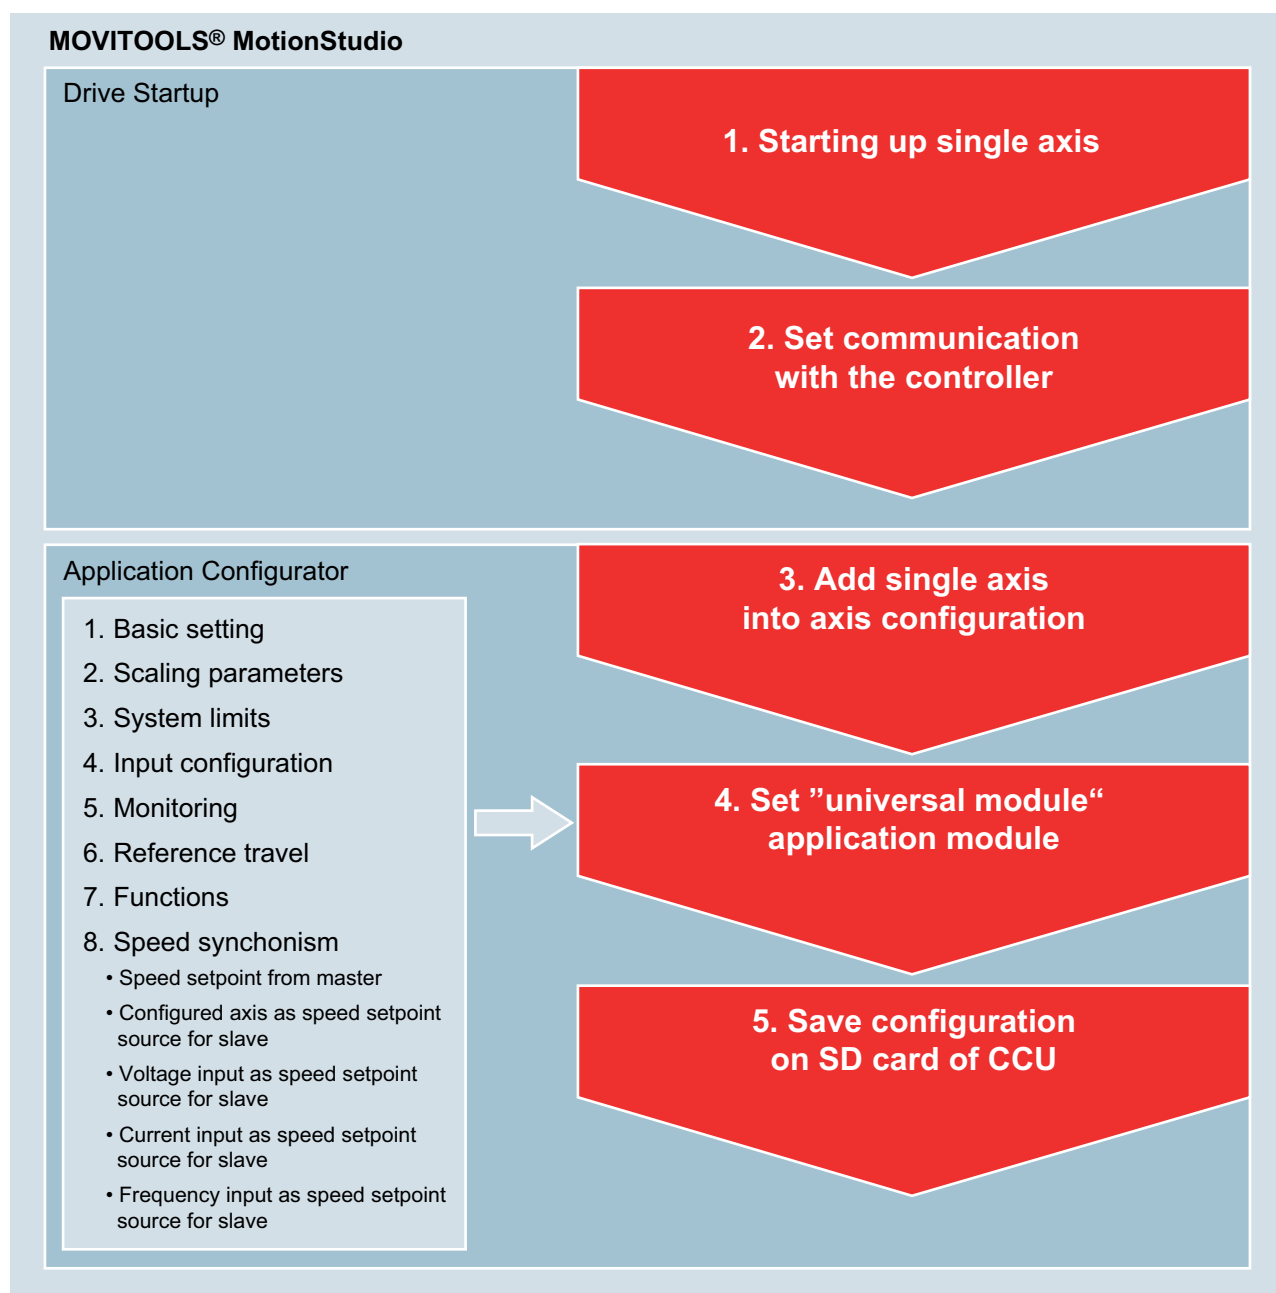 MOVITOOLS® MotionStudio
Drive Startup
1. Starting up single axis
2. Set communication
with the controller
Application Configurator
1. Basic setting
2. Scaling parameters
3. System limits
4. Input configuration
5. Monitoring
6. Reference travel
7. Functions
8. Speed synchonism
• Speed setpoint from master
• Configured axis as speed setpoint
source for slave
• Voltage input as speed setpoint
source for slave
• Current input as speed setpoint
source for slave
• Frequency input as speed setpoint
source for slave
3. Add single axis
into axis configuration
4. Set ”universal module“
application module
5. Save configuration
on SD card of CCU